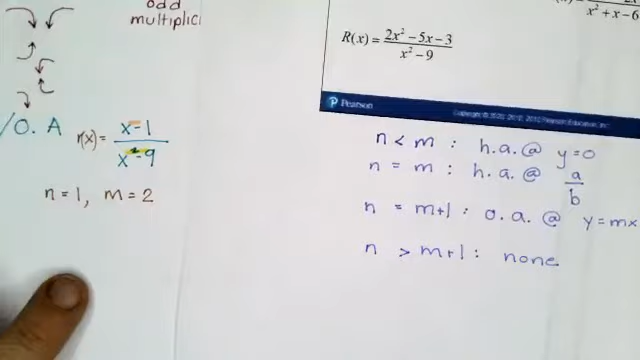 odd
multiplici
/O. A
r(x) = x-1 / x²-9
n = 1, m = 2
x²+x-6
R(x) = 2x²-5x-3 / x²-9
Pearson
n < m : h.a.@ y=0
n = m : h.a.@ a/b
n = m+1 : o.a.@ y=mx
n > m+1 : none